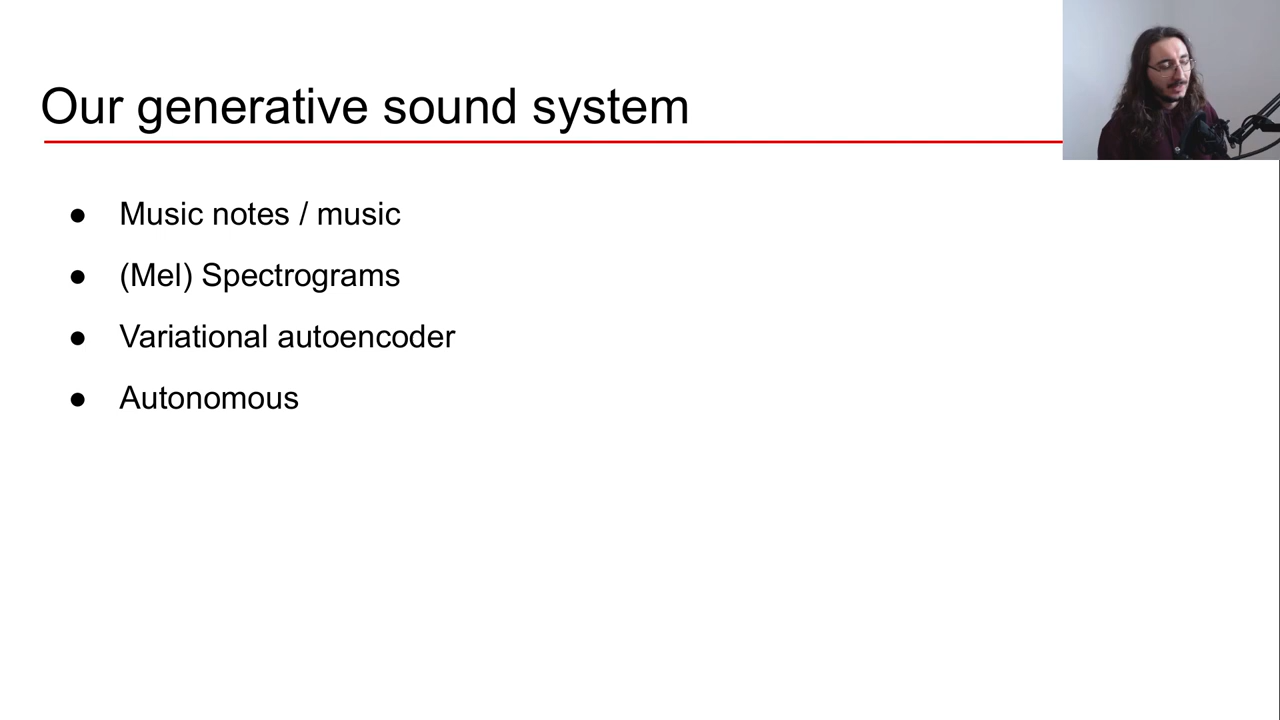 Our generative sound system
● Music notes / music
● (Mel) Spectrograms
● Variational autoencoder
● Autonomous